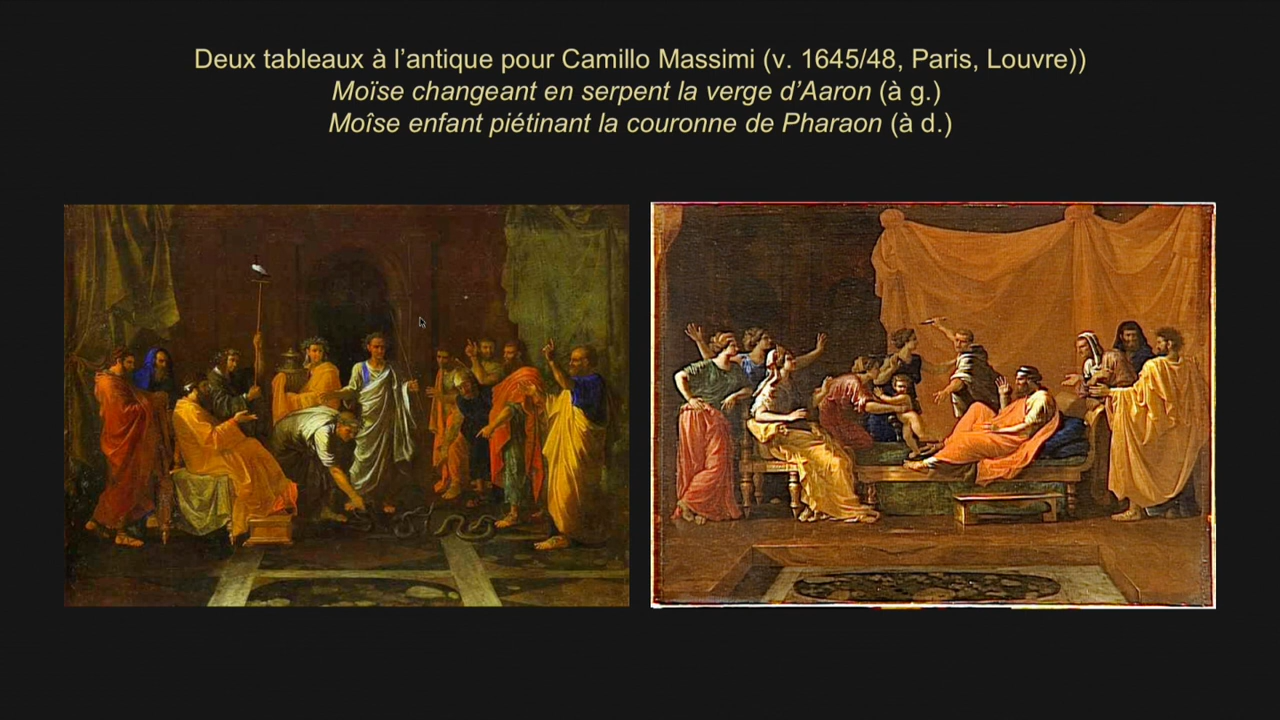 Deux tableaux à l’antique pour Camillo Massimi (v. 1645/48, Paris, Louvre))
Moïse changeant en serpent la verge d’Aaron (à g.)
Moîse enfant piétinant la couronne de Pharaon (à d.)